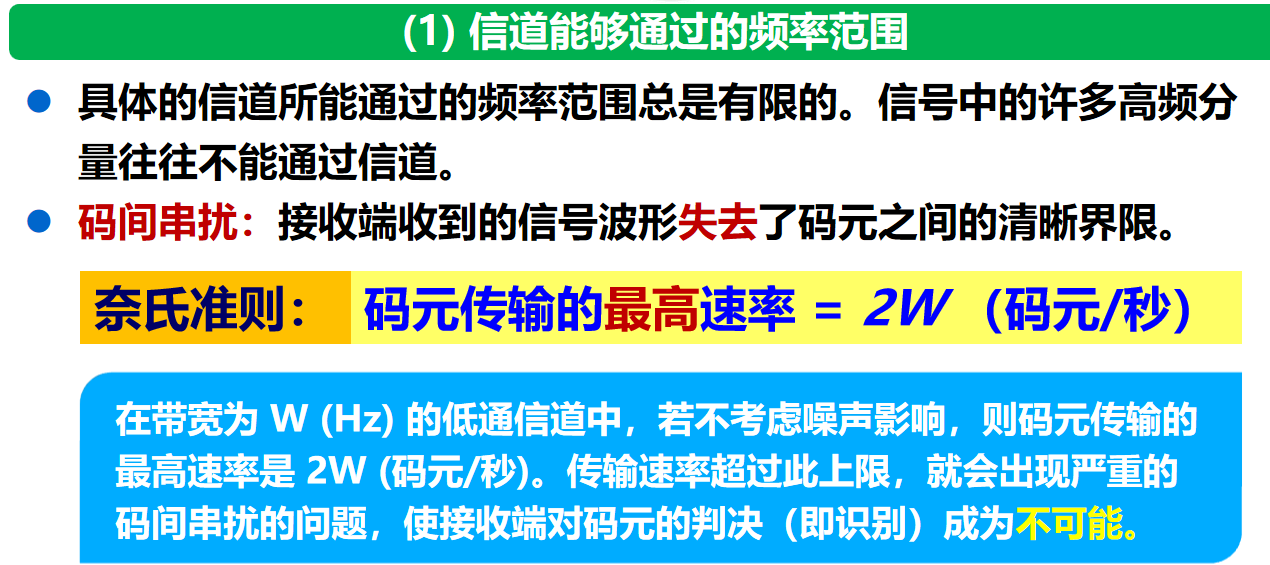 (1) 信道能够通过的频率范围
具体的信道所能通过的频率范围总是有限的。信号中的许多高频分
量往往不能通过信道。
码间串扰：接收端收到的信号波形失去了码元之间的清晰界限。
奈氏准则： 码元传输的最高速率 = 2W （码元/秒）
在带宽为 W (Hz) 的低通信道中，若不考虑噪声影响，则码元传输的
最高速率是 2W (码元/秒)。传输速率超过此上限，就会出现严重的
码间串扰的问题，使接收端对码元的判决（即识别）成为不可能。